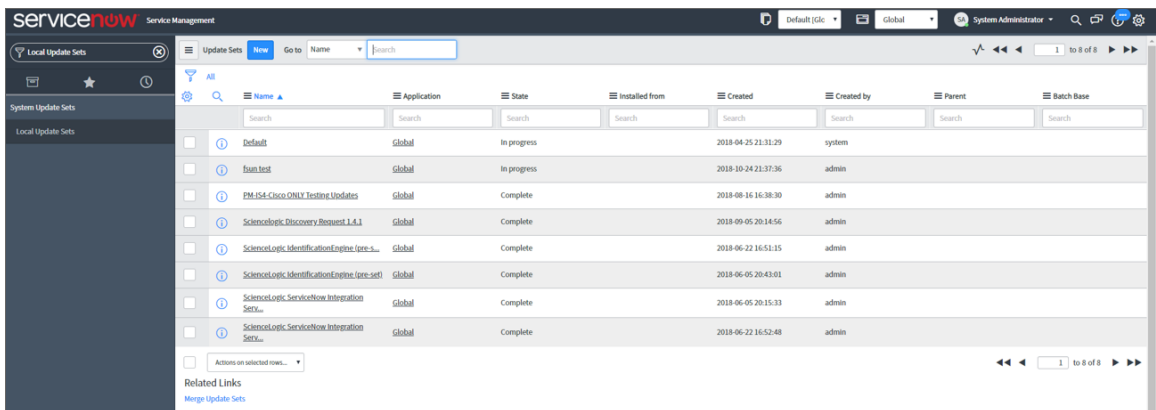 servicenow Service Management Default [Glc Global SA System Administrator
Local Update Sets Update Sets New Go to Name Search 1 to 8 of 8
All
Name Application State Installed from Created Created by Parent Batch Base
System Update Sets
Search Search Search Search Search Search Search Search
Local Update Sets
Default Global In progress 2018-04-25 21:31:29 system
fsun test Global In progress 2018-10-24 21:37:36 admin
PM-IS4-Cisco ONLY Testing Updates Global Complete 2018-08-16 16:38:30 admin
Sciencelogic Discovery Request 1.4.1 Global Complete 2018-09-05 20:14:56 admin
ScienceLogic IdentificationEngine (pre-s... Global Complete 2018-06-22 16:51:15 admin
ScienceLogic IdentificationEngine (pre-set) Global Complete 2018-06-05 20:43:01 admin
ScienceLogic ServiceNow Integration
Serv... Global Complete 2018-06-05 20:15:33 admin
ScienceLogic ServiceNow Integration
Serv... Global Complete 2018-06-22 16:52:48 admin
Actions on selected rows... 1 to 8 of 8
Related Links
Merge Update Sets